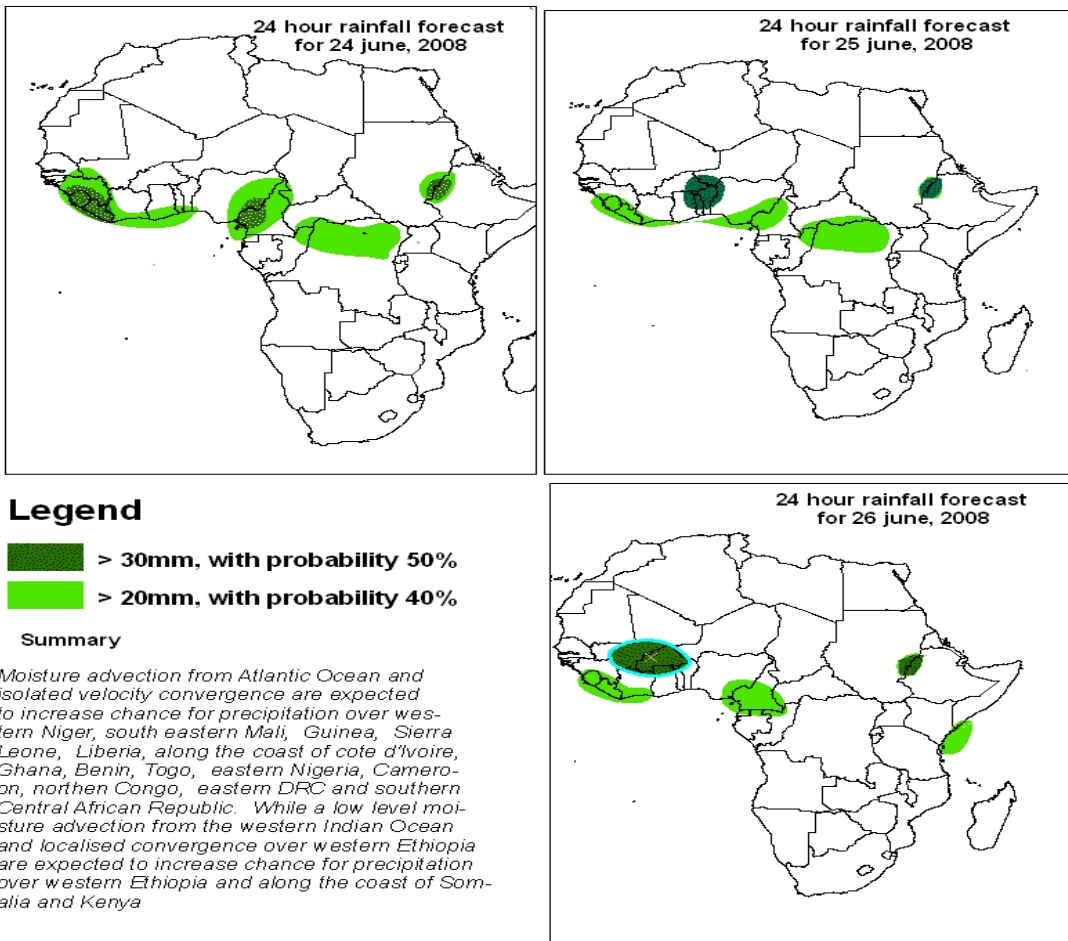 24 hour rainfall forecast
for 24 june, 2008
24 hour rainfall forecast
for 25 june, 2008
Legend
> 30mm, with probability 50%
> 20mm, with probability 40%
Summary
Moisture advection from Atlantic Ocean and
isolated velocity convergence are expected
to increase chance for precipitation over wes-
tern Niger, south eastern Mali, Guinea, Sierra
Leone, Liberia, along the coast of cote d'Ivoire,
Ghana, Benin, Togo, eastern Nigeria, Camero-
on, northen Congo, eastern DRC and southern
Central African Republic. While a low level moi-
sture advection from the western Indian Ocean
and localised convergence over western Ethiopia
are expected to increase chance for precipitation
over western Ethiopia and along the coast of Som-
alia and Kenya
24 hour rainfall forecast
for 26 june, 2008